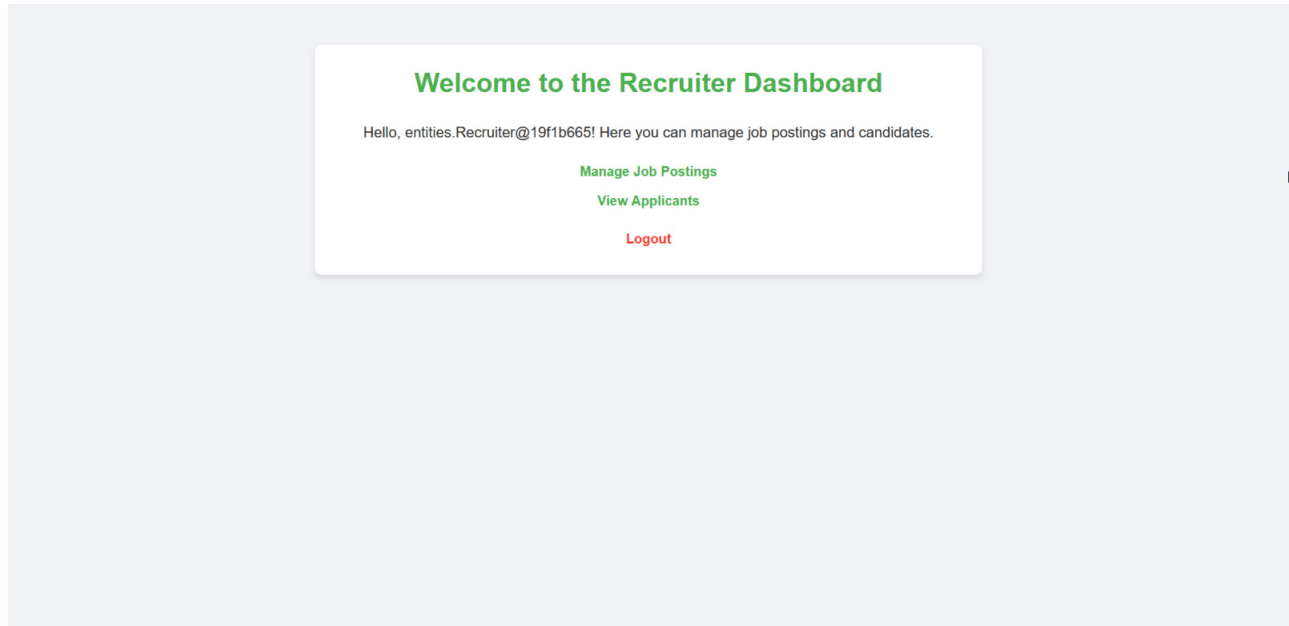 Welcome to the Recruiter Dashboard
Hello, entities.Recruiter@19f1b665! Here you can manage job postings and candidates.
Manage Job Postings
View Applicants
Logout